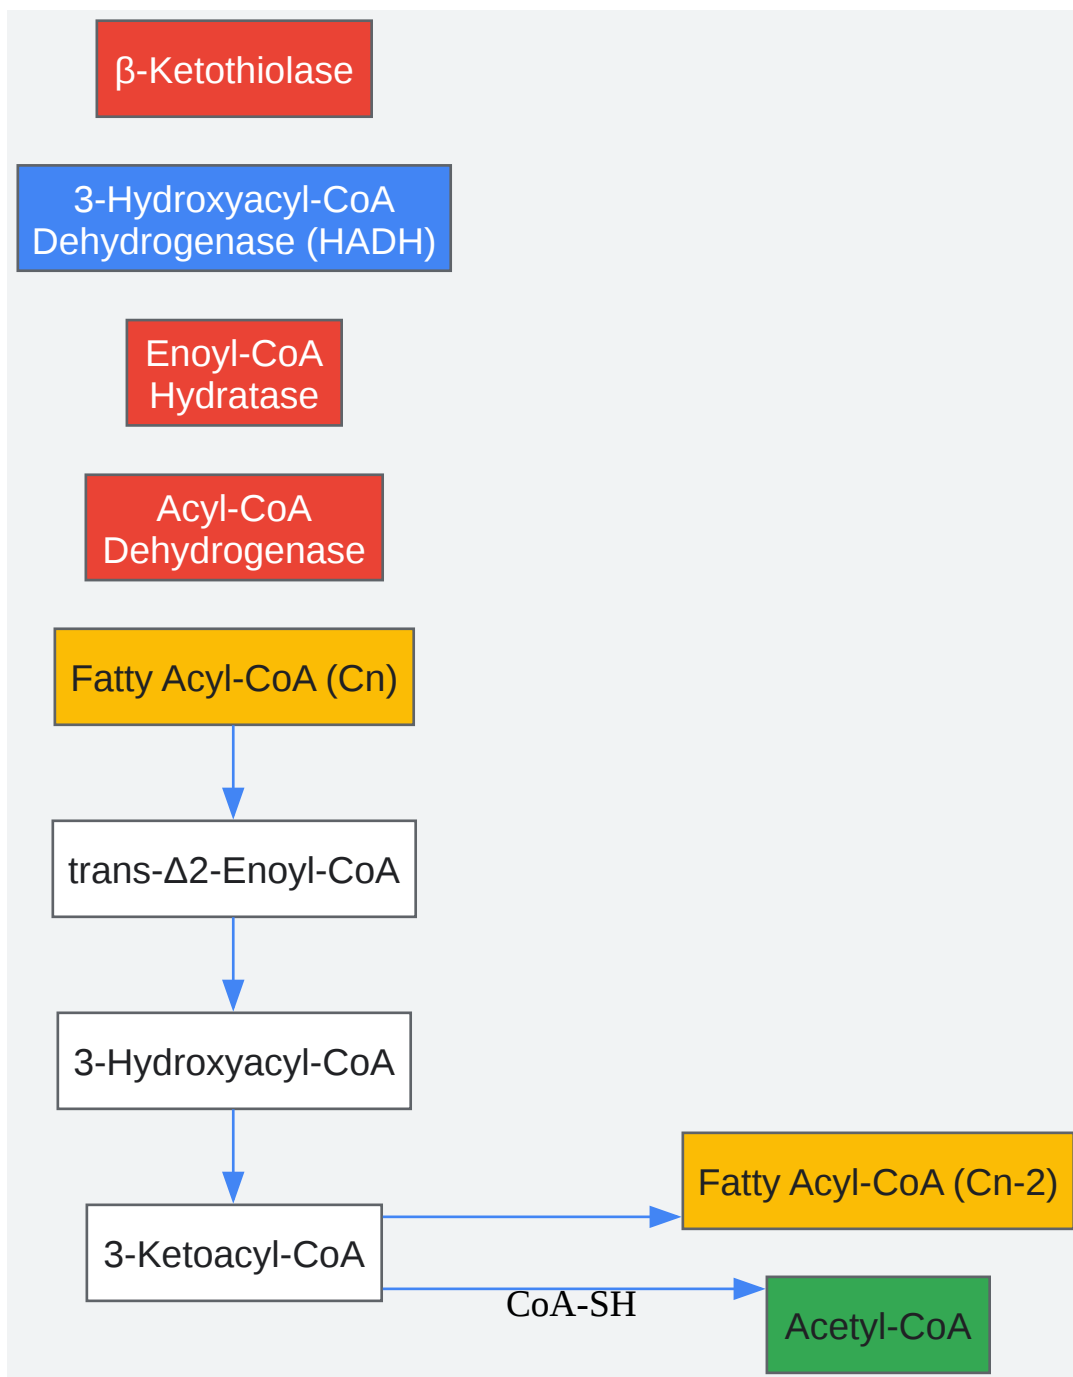 β-Ketothiolase
3-Hydroxyacyl-CoA
Dehydrogenase (HADH)
Enoyl-CoA
Hydratase
Acyl-CoA
Dehydrogenase
Fatty Acyl-CoA (Cn)
trans-Δ2-Enoyl-CoA
3-Hydroxyacyl-CoA
Fatty Acyl-CoA (Cn-2)
3-Ketoacyl-CoA
CoA-SH
Acetyl-CoA